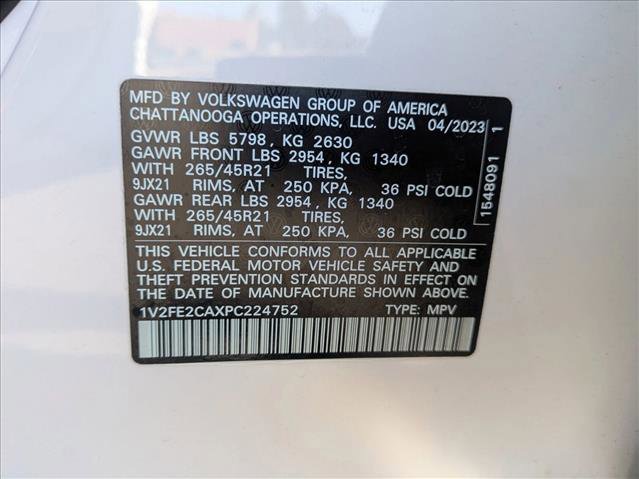 MFD BY VOLKSWAGEN GROUP OF AMERICA
CHATTANOOGA OPERATIONS, LLC. USA 04/2023
GVWR LBS 5798 , KG 2630
GAWR FRONT LBS 2954 , KG 1340
WITH 265/45R21 TIRES,
9JX21 RIMS, AT 250 KPA, 36 PSI COLD
GAWR REAR LBS 2954 , KG 1340
WITH 265/45R21 TIRES,
9JX21 RIMS, AT 250 KPA, 36 PSI COLD
THIS VEHICLE CONFORMS TO ALL APPLICABLE
U.S. FEDERAL MOTOR VEHICLE SAFETY AND
THEFT PREVENTION STANDARDS IN EFFECT ON
THE DATE OF MANUFACTURE SHOWN ABOVE.
1V2FE2CAXPC224752 TYPE: MPV
1548091 1